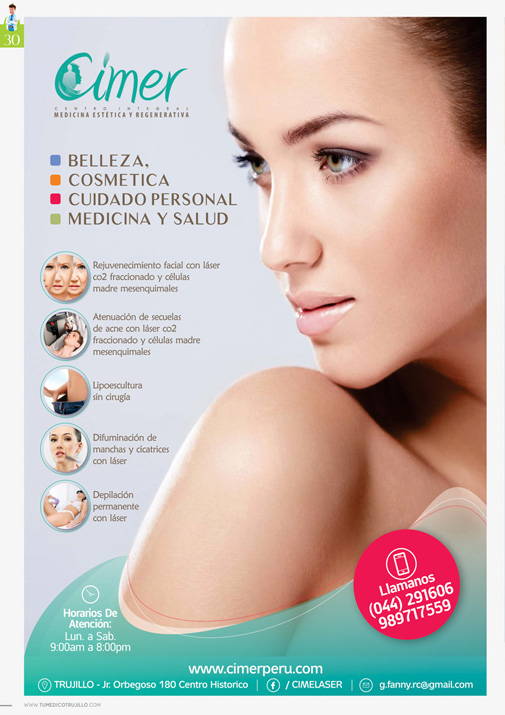 30
Cimer
CENTRO INTEGRAL
MEDICINA ESTÉTICA Y REGENERATIVA
BELLEZA,
COSMETICA
CUIDADO PERSONAL
MEDICINA Y SALUD
Rejuvenecimiento facial con láser
co2 fraccionado y células
madre mesenquimales
Atenuación de secuelas
de acne con láser co2
fraccionado y células madre
mesenquimales
Lipoescultura
sin cirugía
Difuminación de
manchas y cicatrices
con láser
Depilación
permanente
con láser
Horarios De
Atención:
Lun. a Sab.
9:00am a 8:00pm
Llamanos
(044) 291606
989717559
www.cimerperu.com
TRUJILLO - Jr. Orbegoso 180 Centro Historico | / CIMELASER | g.fanny.rc@gmail.com
WWW.TUMEDICOTRUJILLO.COM